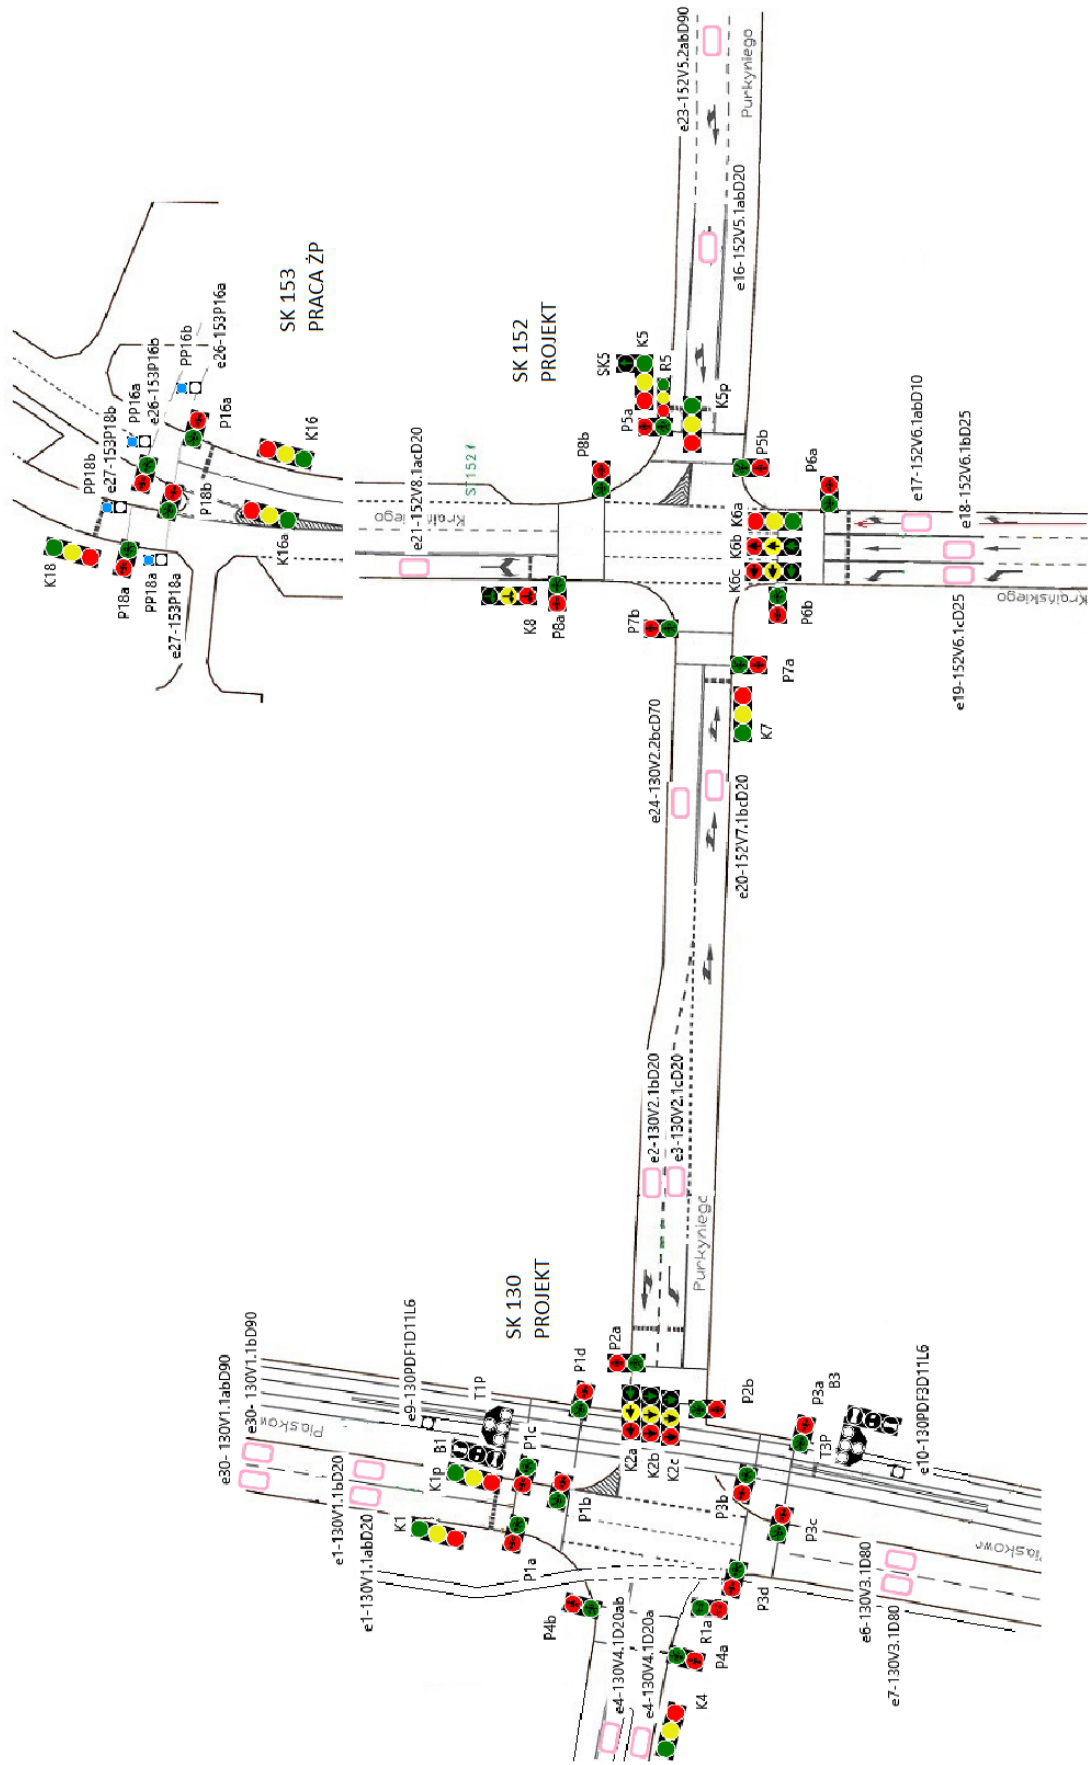 e23-152V5.2abD90
Purkyniego
e16-152V5.1abD20
SK 153
PRACA ŻP
PP16b
e26-153P16a
e26-153P16b
PP16a
P16a
e27-153P18b
PP18b
P18b
K16
K16a
K18
P18a
PP18a
e27-153P18a
SK 152
PROJEKT
SK5
K5
R5
P5a
K5p
P5b
P8b
ST152 f
e21-152V8.1acD20
K8
P8a
P7b
P6a
K6a
K6b
K6c
P6b
e17-152V6.1abD10
e18-152V6.1bD25
e19-152V6.1cD25
Kraińskiego
P7a
K7
e24-130V2.2bcD70
e20-152V7.1bcD20
e2-130V2.1bD20
e3-130V2.1cD20
Purkyniego
SK 130
PROJEKT
e30- 130V1.1abD90
e30- 130V1.1bD90
Piaskow
e9-130PDF1D11L6
T1P
B1
K1p
P1c
P1d
P2a
e1-130V1.1bD20
e1-130V1.1abD20
K1
P1a
P1b
K2a
K2b
K2c
P2b
P3a
B3
T3P
e10-130PDF3D11L6
P3b
P3c
P3d
P4b
R1a
P4a
K4
e4-130V4.1D20ab
e4-130V4.1D20a
e6-130V3.1D80
e7-130V3.1D80